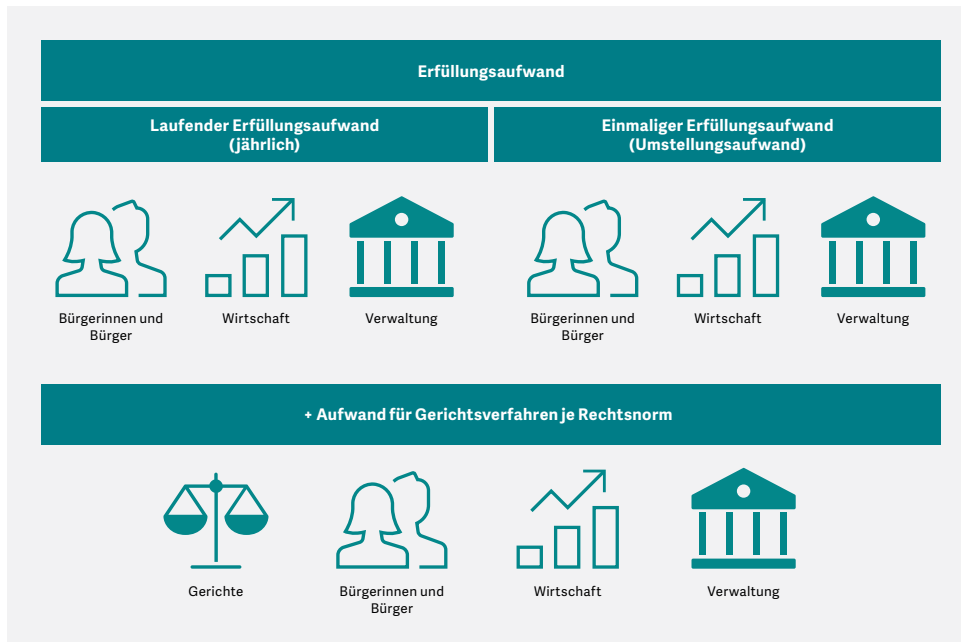 Erfüllungsaufwand
Laufender Erfüllungsaufwand
(jährlich)
Einmaliger Erfüllungsaufwand
(Umstellungsaufwand)
Bürgerinnen und
Bürger
Wirtschaft
Verwaltung
Bürgerinnen und
Bürger
Wirtschaft
Verwaltung
+ Aufwand für Gerichtsverfahren je Rechtsnorm
Gerichte
Bürgerinnen und
Bürger
Wirtschaft
Verwaltung